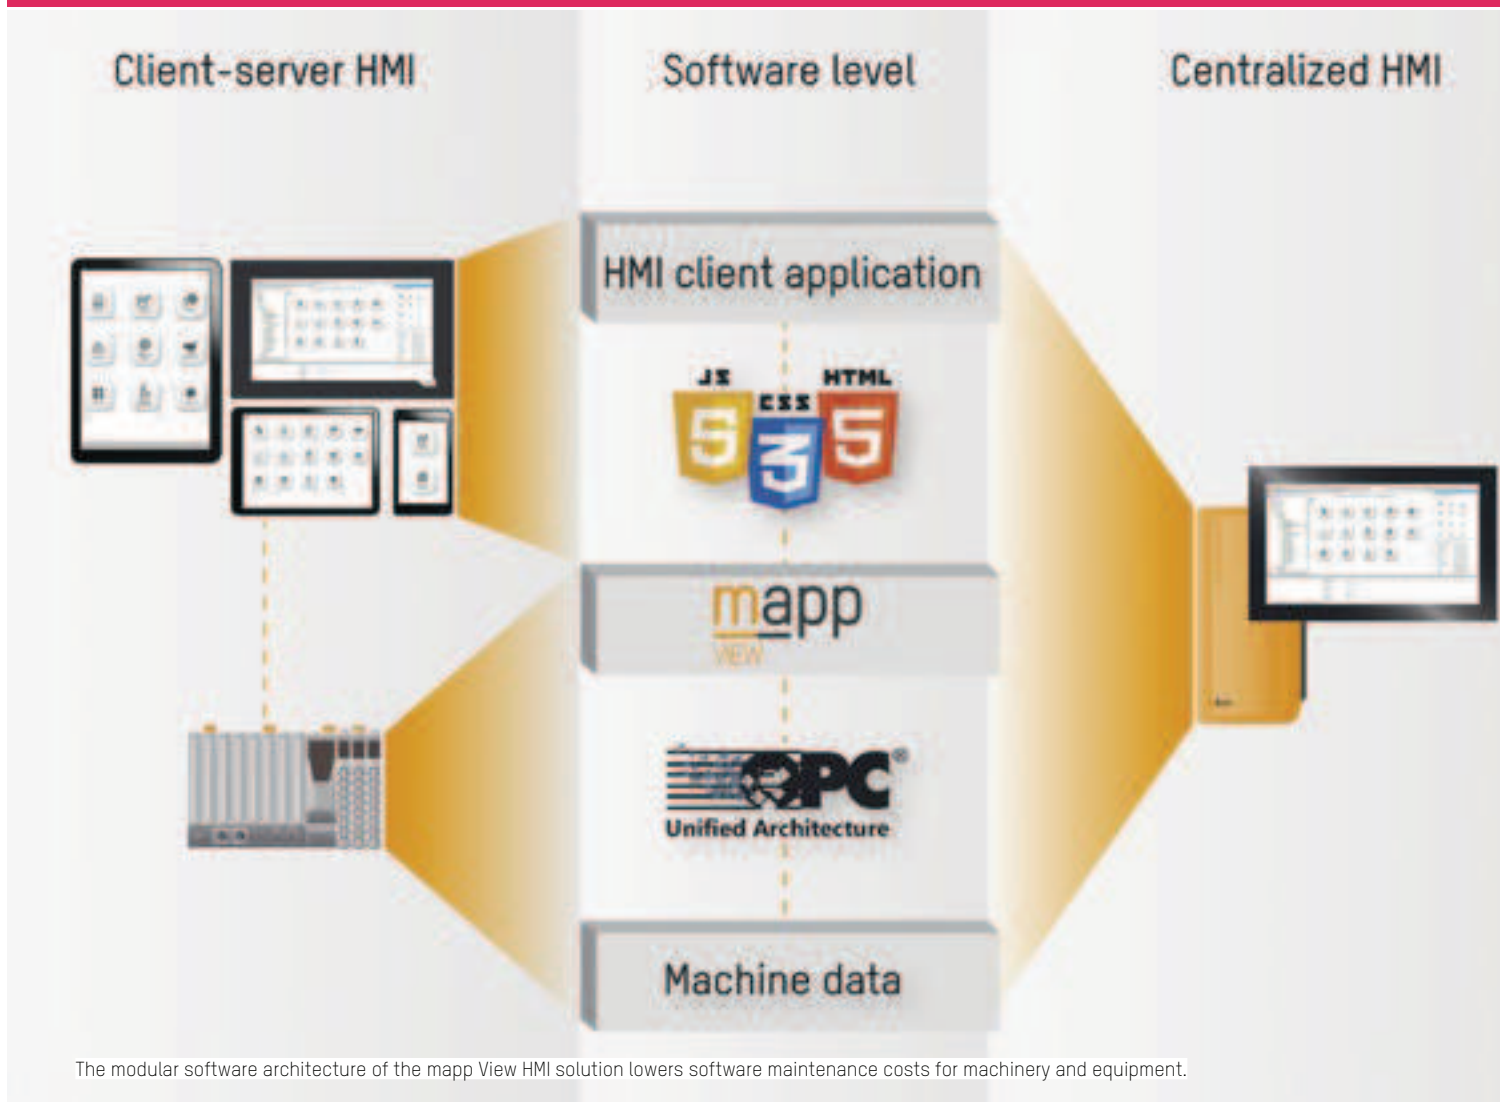 Client-server HMI
Software level
Centralized HMI
HMI client application
JS
HTML
CSS
5
3
5
mapp
VIEW
OPC®
Unified Architecture
Machine data
The modular software architecture of the mapp View HMI solution lowers software maintenance costs for machinery and equipment.